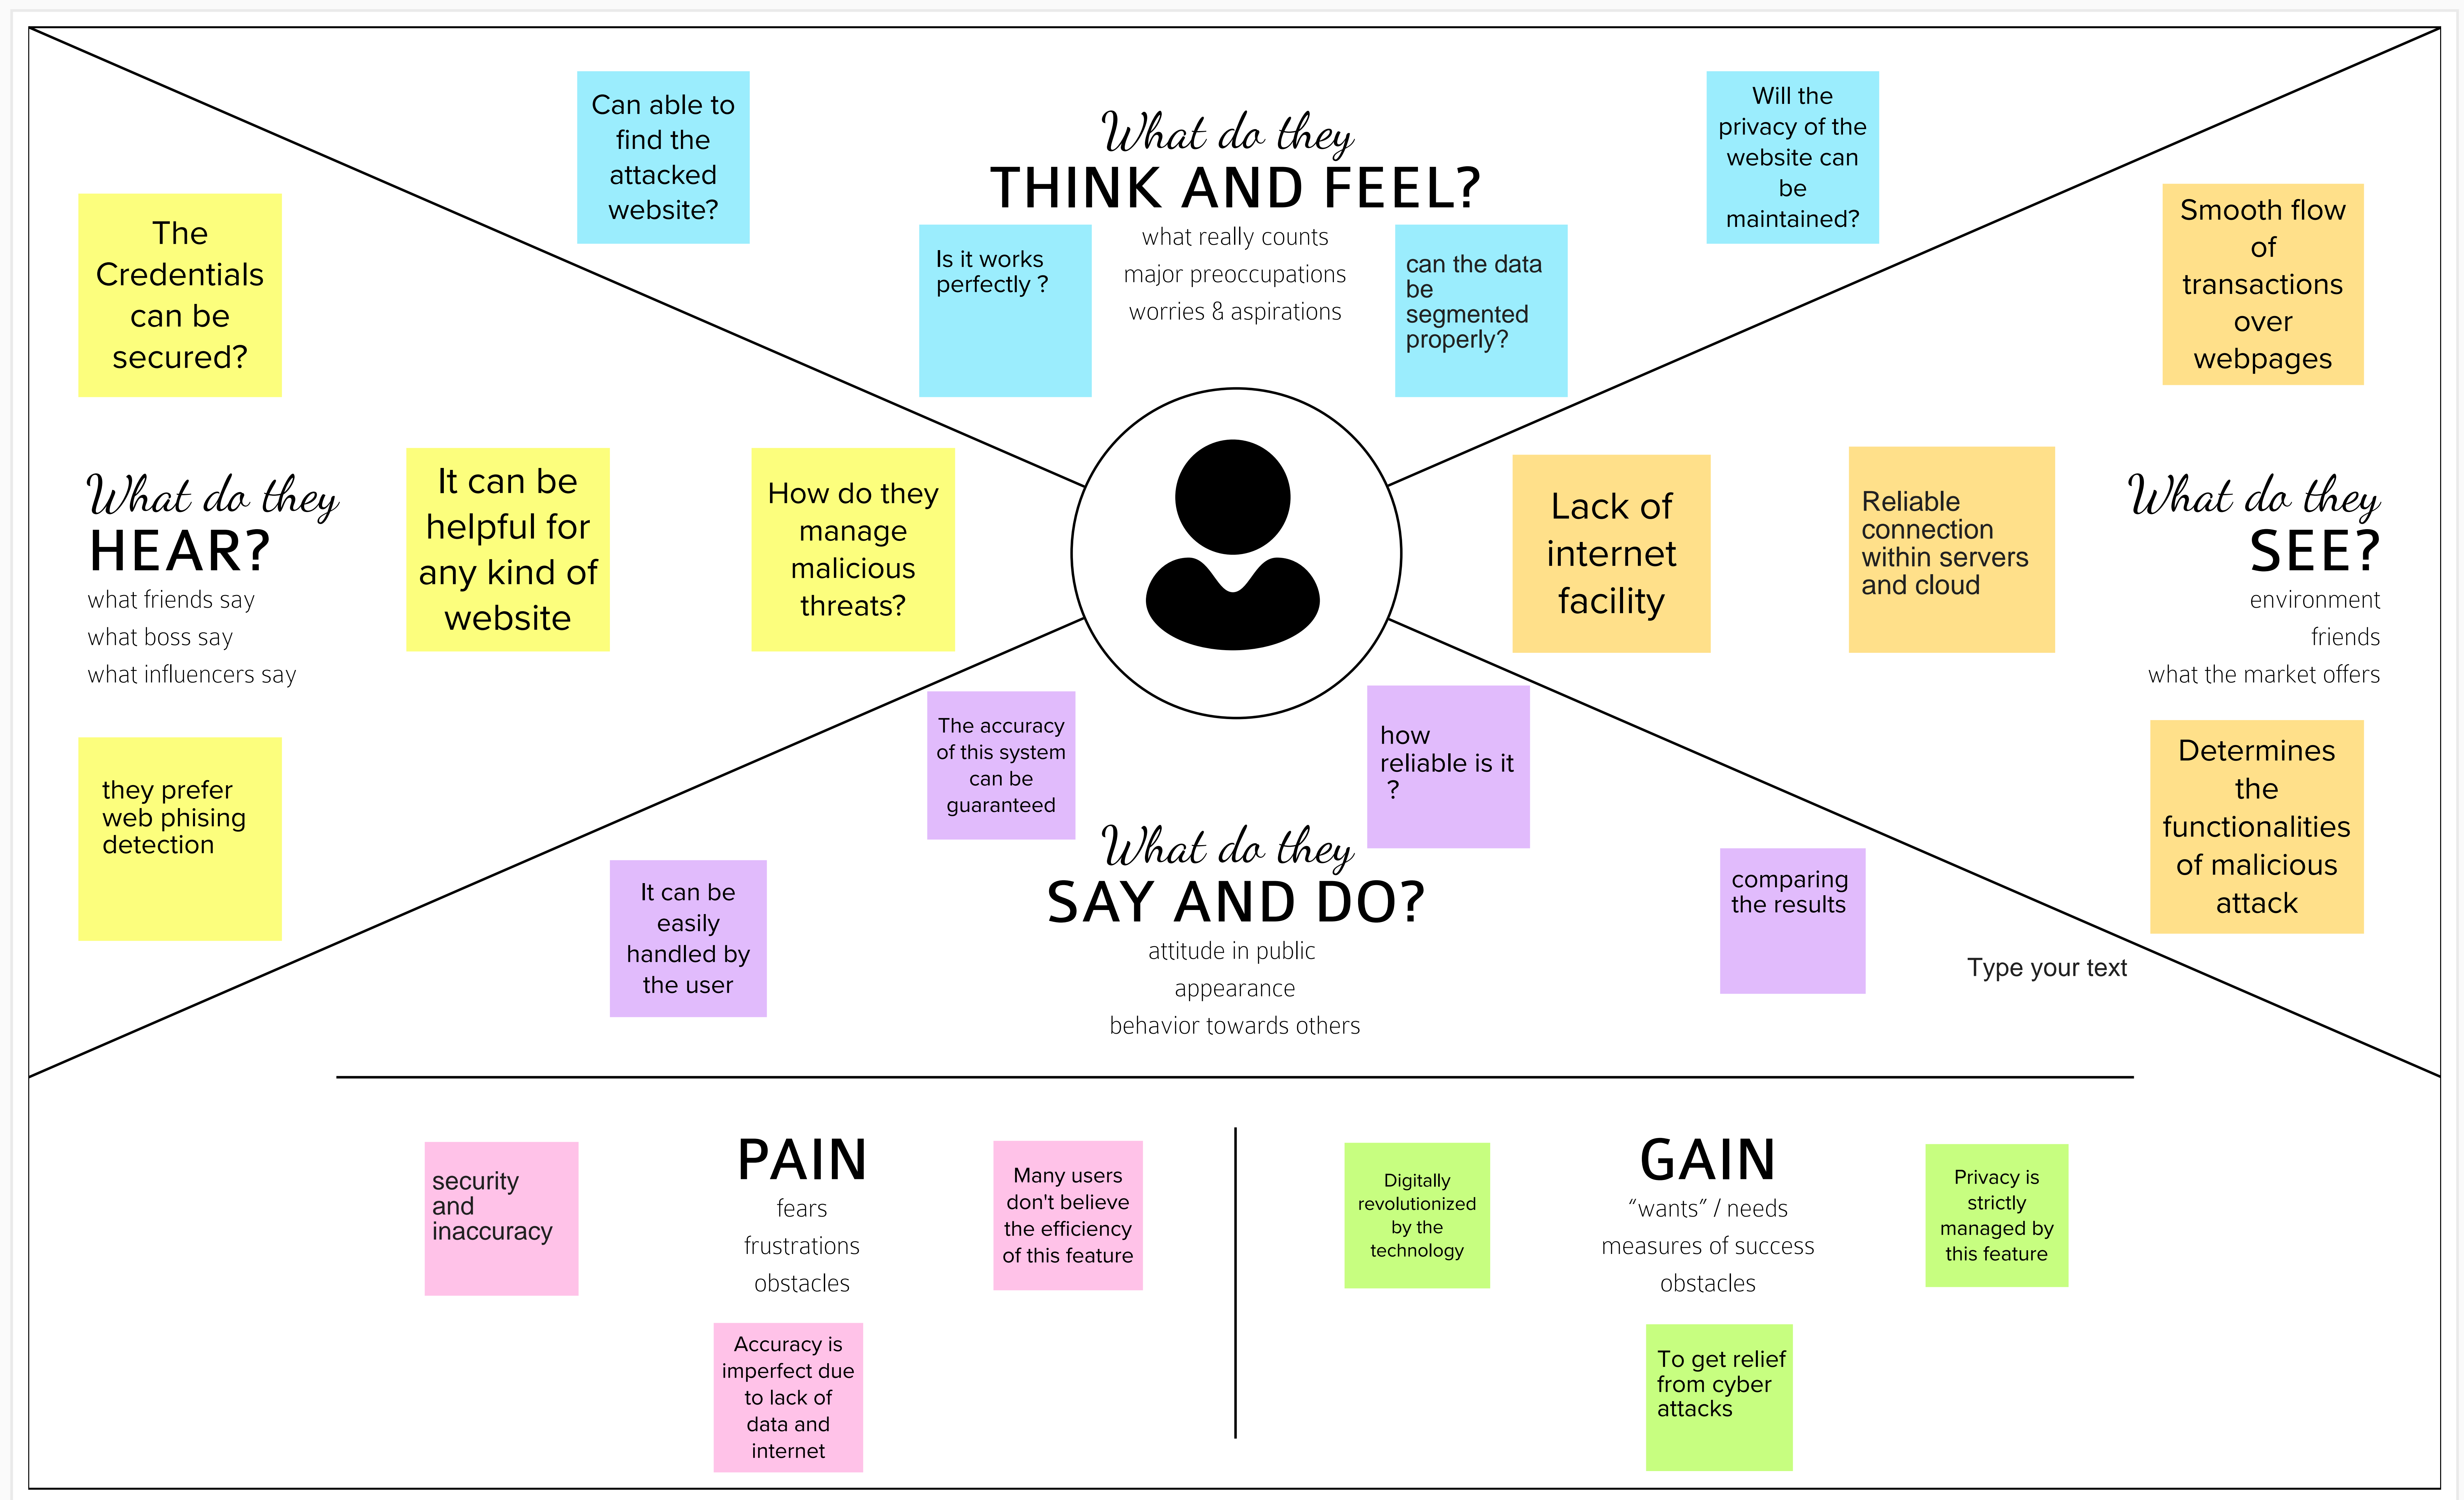 Can able to
find the
attacked
website?
What do they
THINK AND FEEL?
what really counts
major preoccupations
worries & aspirations
Is it works
perfectly ?
can the data
be
segmented
properly?
Will the
privacy of the
website can
be
maintained?
The
Credentials
can be
secured?
What do they
HEAR?
what friends say
what boss say
what influencers say
It can be
helpful for
any kind of
website
How do they
manage
malicious
threats?
they prefer
web phising
detection
Smooth flow
of
transactions
over
webpages
Lack of
internet
facility
Reliable
connection
within servers
and cloud
What do they
SEE?
environment
friends
what the market offers
Determines
the
functionalities
of malicious
attack
The accuracy
of this system
can be
guaranteed
how
reliable is it
?
What do they
SAY AND DO?
attitude in public
appearance
behavior towards others
It can be
easily
handled by
the user
comparing
the results
Type your text
PAIN
fears
frustrations
obstacles
security
and
inaccuracy
Many users
don't believe
the efficiency
of this feature
Accuracy is
imperfect due
to lack of
data and
internet
GAIN
“wants” / needs
measures of success
obstacles
Digitally
revolutionized
by the
technology
Privacy is
strictly
managed by
this feature
To get relief
from cyber
attacks